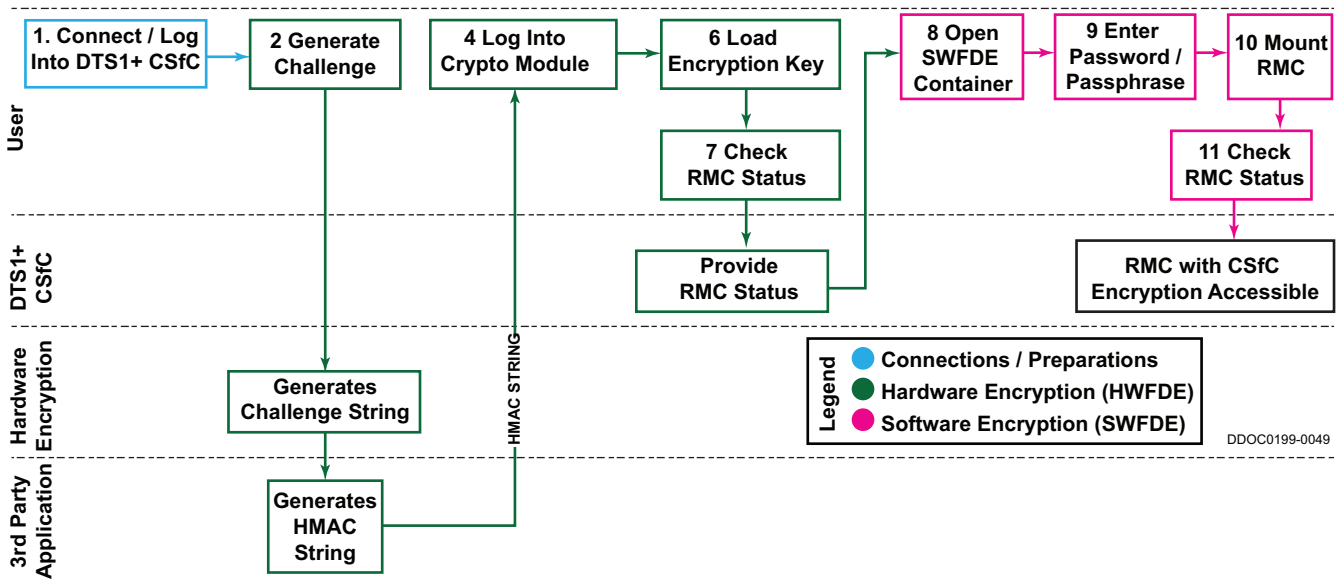 User
1. Connect / Log
Into DTS1+ CSfC
2 Generate
Challenge
4 Log Into
Crypto Module
6 Load
Encryption Key
7 Check
RMC Status
8 Open
SWFDE
Container
9 Enter
Password /
Passphrase
10 Mount
RMC
11 Check
RMC Status
DTS1+
CSfC
Provide
RMC Status
RMC with CSfC
Encryption Accessible
Hardware
Encryption
Generates
Challenge String
HMAC STRING
Legend
Connections / Preparations
Hardware Encryption (HWFDE)
Software Encryption (SWFDE)
DDOC0199-0049
3rd Party
Application
Generates
HMAC
String